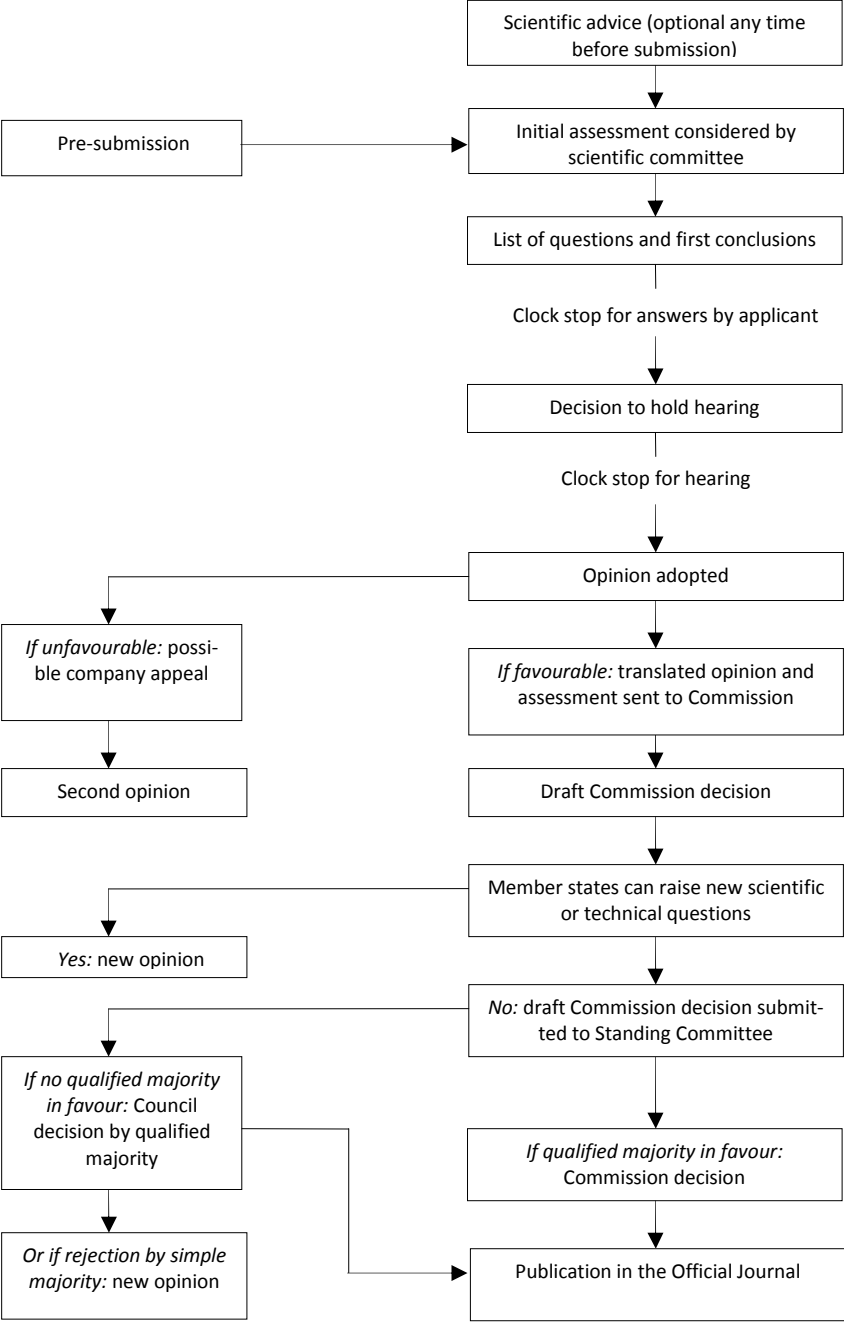 Scientific advice (optional any time
before submission)
Pre-submission
Initial assessment considered by
scientific committee
List of questions and first conclusions
Clock stop for answers by applicant
Decision to hold hearing
Clock stop for hearing
Opinion adopted
If unfavourable: possi-
ble company appeal
If favourable: translated opinion and
assessment sent to Commission
Second opinion
Draft Commission decision
Member states can raise new scientific
or technical questions
Yes: new opinion
No: draft Commission decision submit-
ted to Standing Committee
If no qualified majority
in favour: Council
decision by qualified
majority
If qualified majority in favour:
Commission decision
Or if rejection by simple
majority: new opinion
Publication in the Official Journal